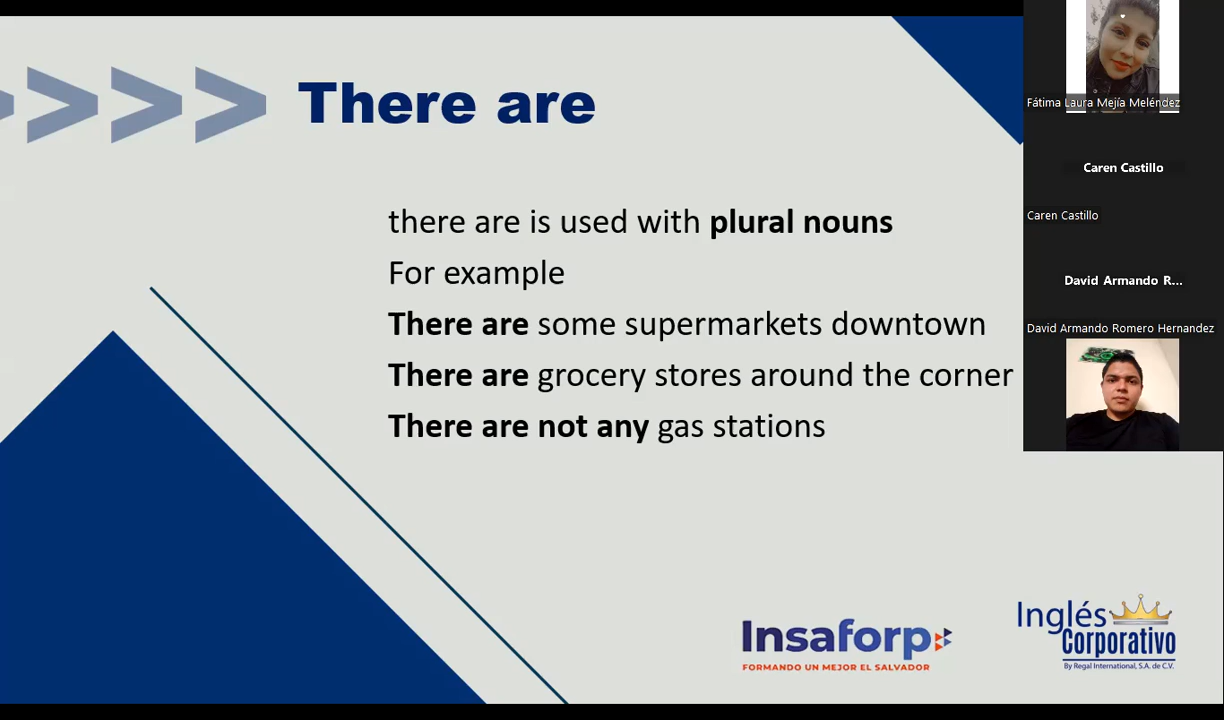 There are
there are is used with plural nouns
For example
There are some supermarkets downtown
There are grocery stores around the corner
There are not any gas stations
Insaforp
FORMANDO UN MEJOR EL SALVADOR
Inglés
Corporativo
By Regal International, S.A. de C.V.
Fátima Laura Mejía Meléndez
Caren Castillo
Caren Castillo
David Armando R...
David Armando Romero Hernandez